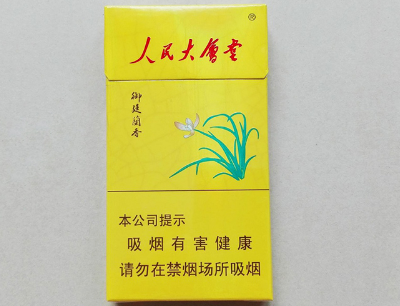 人民大會堂
®
御廷蘭香
本公司提示
吸烟有害健康
请勿在禁烟场所吸烟